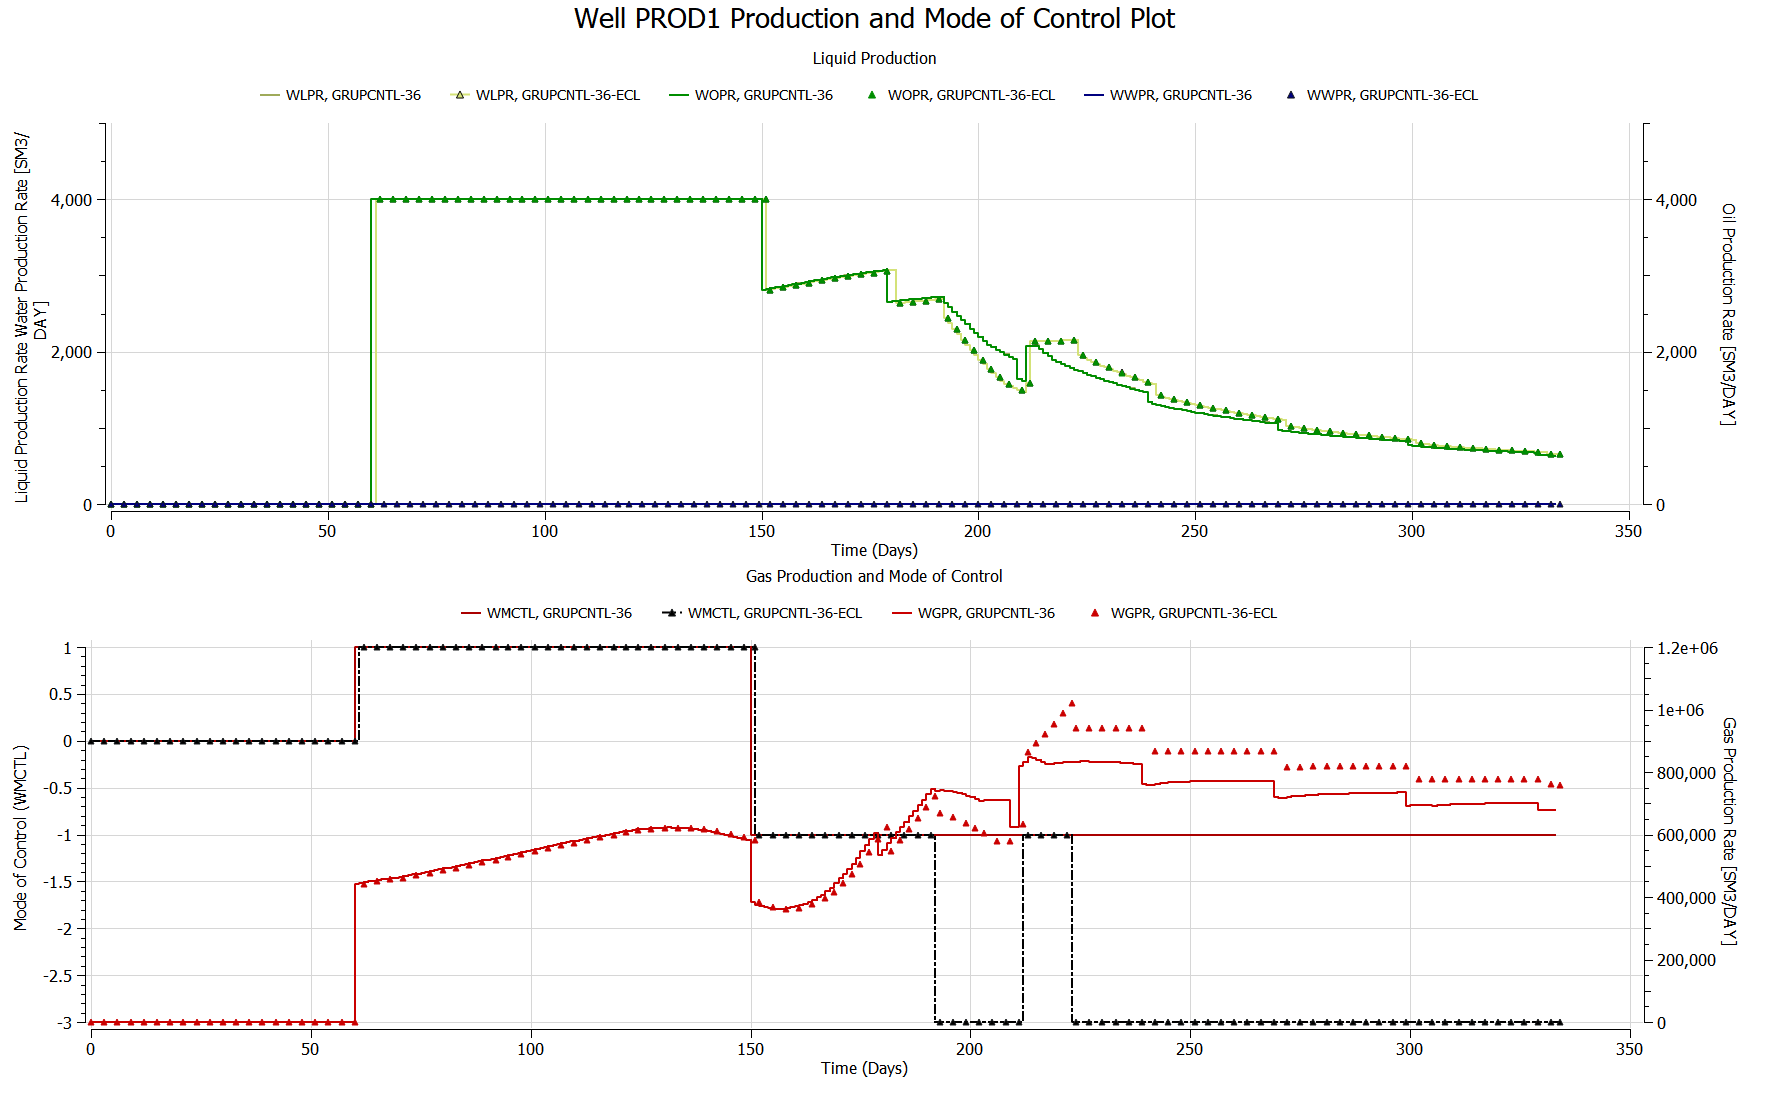 Well PROD1 Production and Mode of Control Plot
Liquid Production
WLPR, GRUPCNTL-36
WLPR, GRUPCNTL-36-ECL
WOPR, GRUPCNTL-36
WOPR, GRUPCNTL-36-ECL
WWPR, GRUPCNTL-36
WWPR, GRUPCNTL-36-ECL
Liquid Production Rate Water Production Rate [SM3/
DAY]
4,000
2,000
0
4,000
2,000
0
Oil Production Rate [SM3/DAY]
0
50
100
150
200
250
300
350
Time (Days)
Gas Production and Mode of Control
WMCTL, GRUPCNTL-36
WMCTL, GRUPCNTL-36-ECL
WGPR, GRUPCNTL-36
WGPR, GRUPCNTL-36-ECL
Mode of Control (WMCTL)
1
0.5
0
-0.5
-1
-1.5
-2
-2.5
-3
1.2e+06
1e+06
800,000
600,000
400,000
200,000
0
Gas Production Rate [SM3/DAY]
0
50
100
150
200
250
300
350
Time (Days)